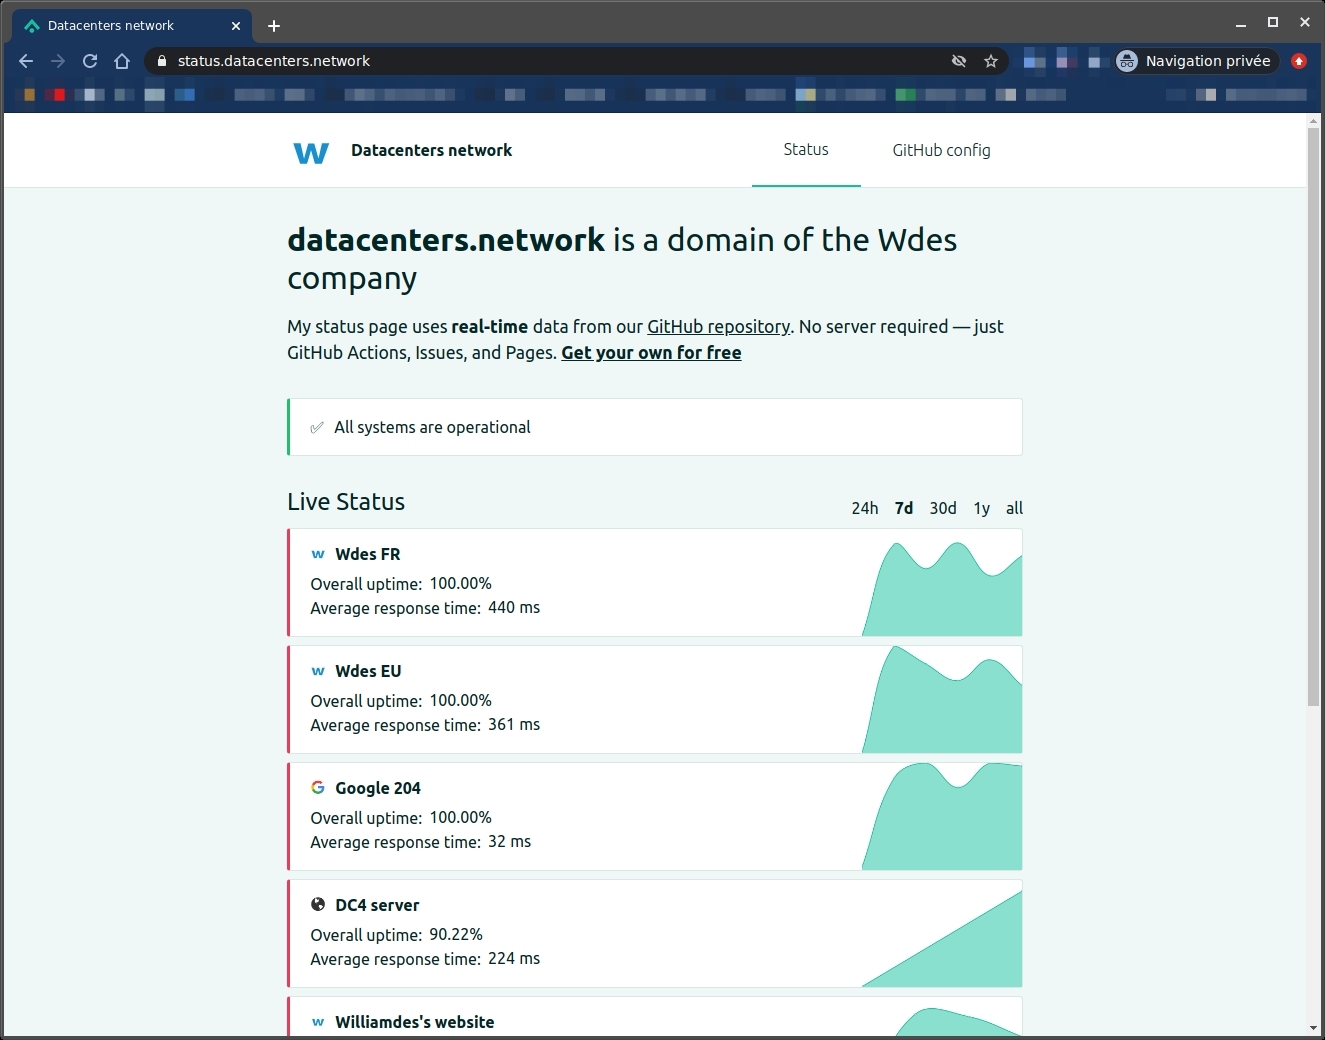 Datacenters network
status.datacenters.network
Navigation privée
W Datacenters network
Status
GitHub config
datacenters.network is a domain of the Wdes
company
My status page uses real-time data from our GitHub repository. No server required — just
GitHub Actions, Issues, and Pages. Get your own for free
✅ All systems are operational
Live Status
24h 7d 30d 1y all
w Wdes FR
Overall uptime: 100.00%
Average response time: 440 ms
w Wdes EU
Overall uptime: 100.00%
Average response time: 361 ms
G Google 204
Overall uptime: 100.00%
Average response time: 32 ms
DC4 server
Overall uptime: 90.22%
Average response time: 224 ms
w Williamdes's website